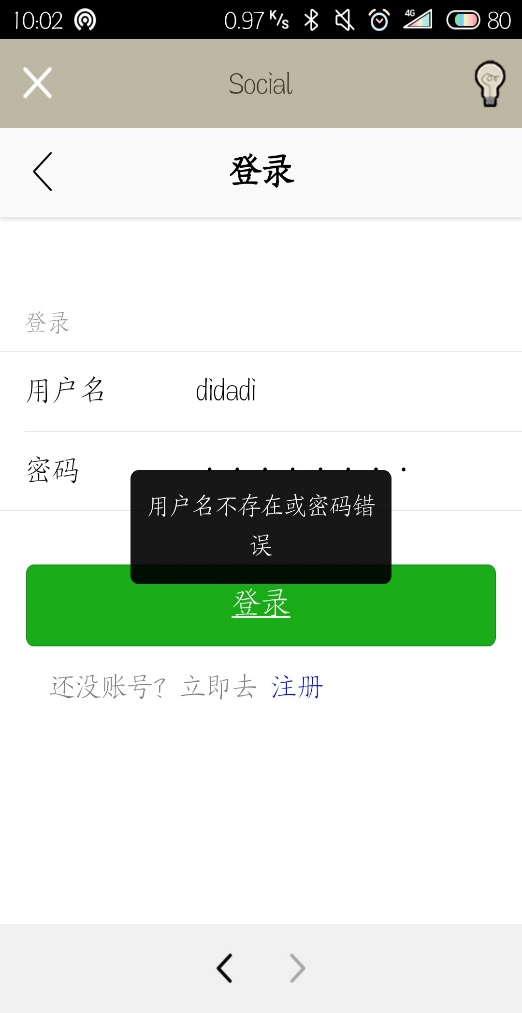 10:02 0.97 K/s 4G 80
Social
登录
登录
用户名 didadi
密码 ········
用户名不存在或密码错
误
登录
还没账号？立即去 注册